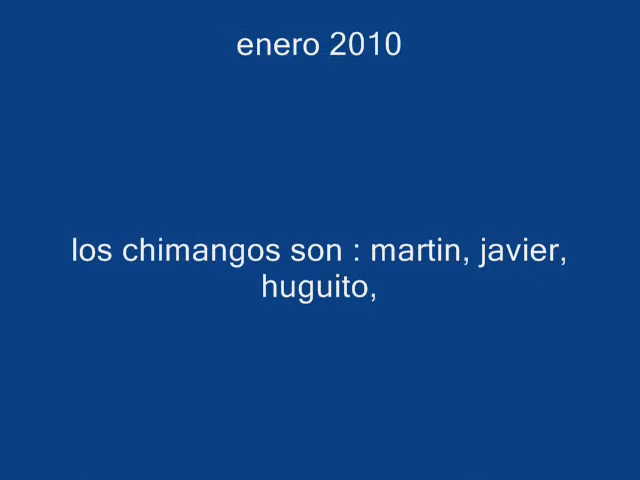 enero 2010
los chimangos son : martin, javier,
huguito,